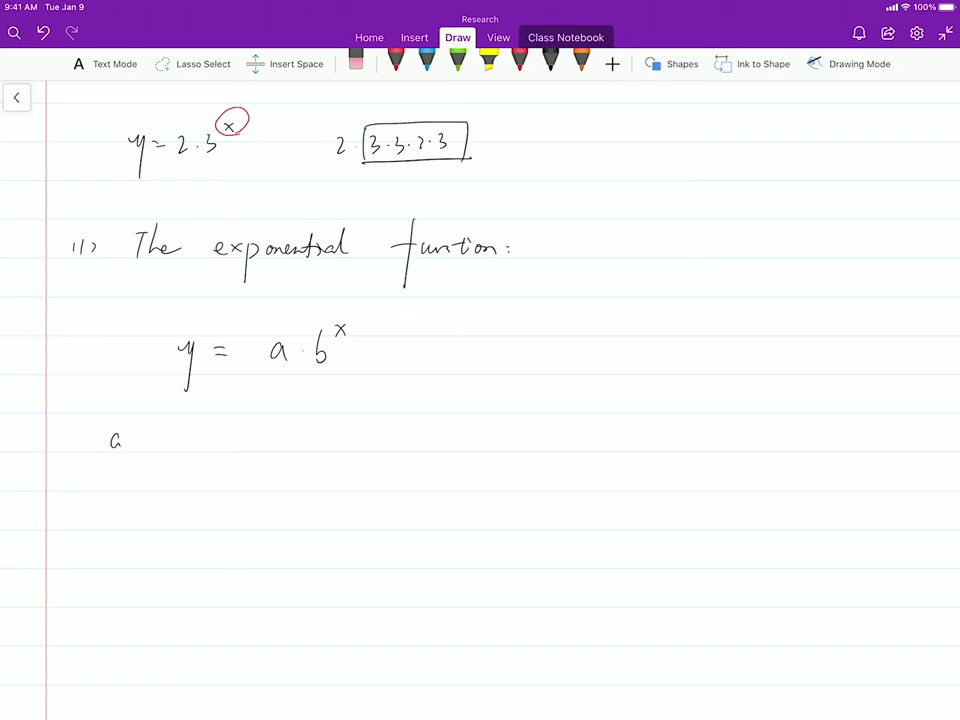 9:41 AM Tue Jan 9 100%
Research
Home Insert Draw View Class Notebook
Text Mode Lasso Select Insert Space Shapes Ink to Shape Drawing Mode
y = 2 · 3^x 2 · 3 · 3 · 3 · 3
(1) The exponential function:
y = a · b^x
a